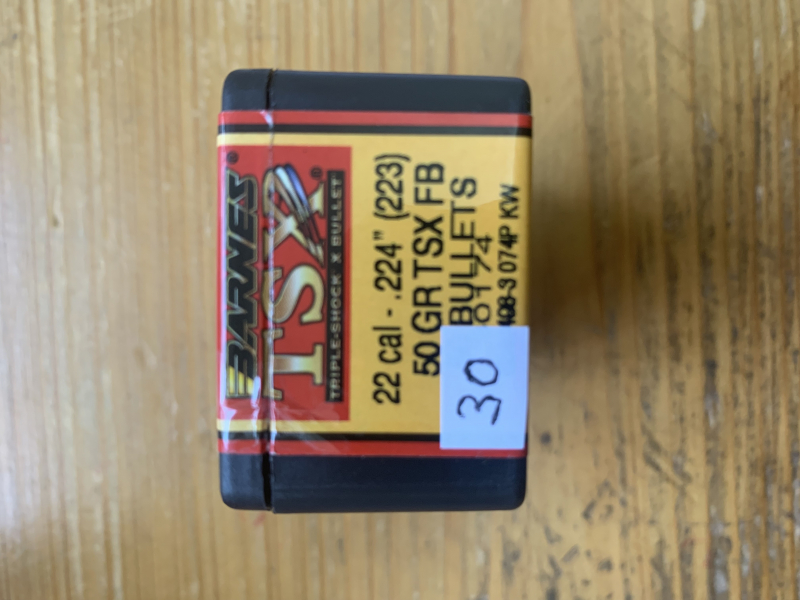 BARNES®
TSX®
TRIPLE-SHOCK X BULLET
22 cal - .224" (223)
50 GR TSX FB
BULLETS
30